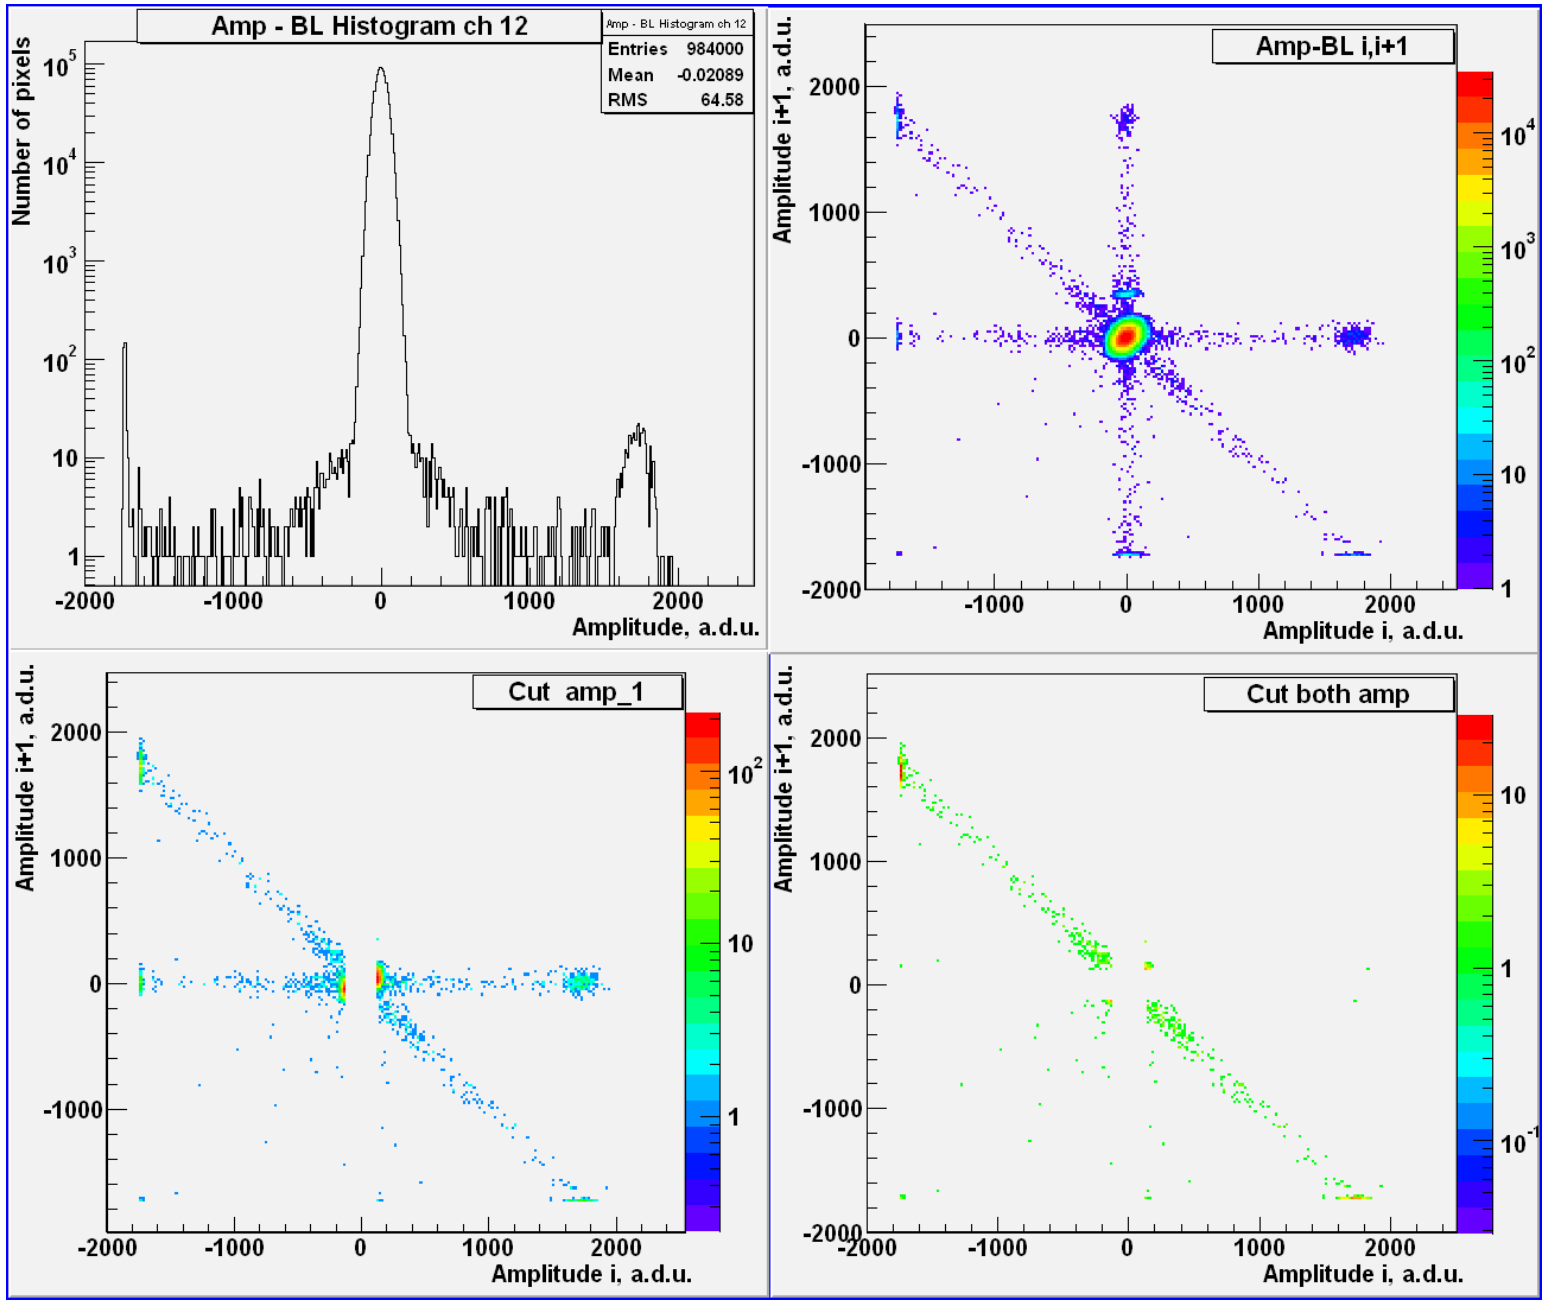 Amp - BL Histogram ch 12
Amp - BL Histogram ch 12
Entries 984000
Mean -0.02089
RMS 64.58
Number of pixels
10^5
10^4
10^3
10^2
10
1
-2000 -1000 0 1000 2000
Amplitude, a.d.u.
Amp-BL i,i+1
Amplitude i+1, a.d.u.
2000
1000
0
-1000
-2000
-1000 0 1000 2000
Amplitude i, a.d.u.
10^4
10^3
10^2
10
1
Cut amp_1
Amplitude i+1, a.d.u.
2000
1000
0
-1000
-2000 -1000 0 1000 2000
Amplitude i, a.d.u.
10^2
10
1
Cut both amp
Amplitude i+1, a.d.u.
2000
1000
0
-1000
-2000
-2000 -1000 0 1000 2000
Amplitude i, a.d.u.
10
1
10^-1